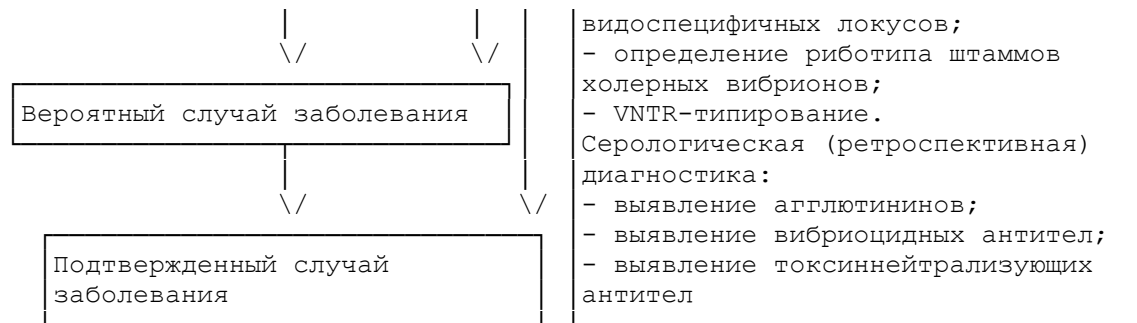 видоспецифичных локусов;
- определение риботипа штаммов
холерных вибрионов;
Вероятный случай заболевания
- VNTR-типирование.
Серологическая (ретроспективная)
диагностика:
- выявление агглютининов;
- выявление вибриоцидных антител;
Подтвержденный случай
заболевания
- выявление токсиннейтрализующих
антител